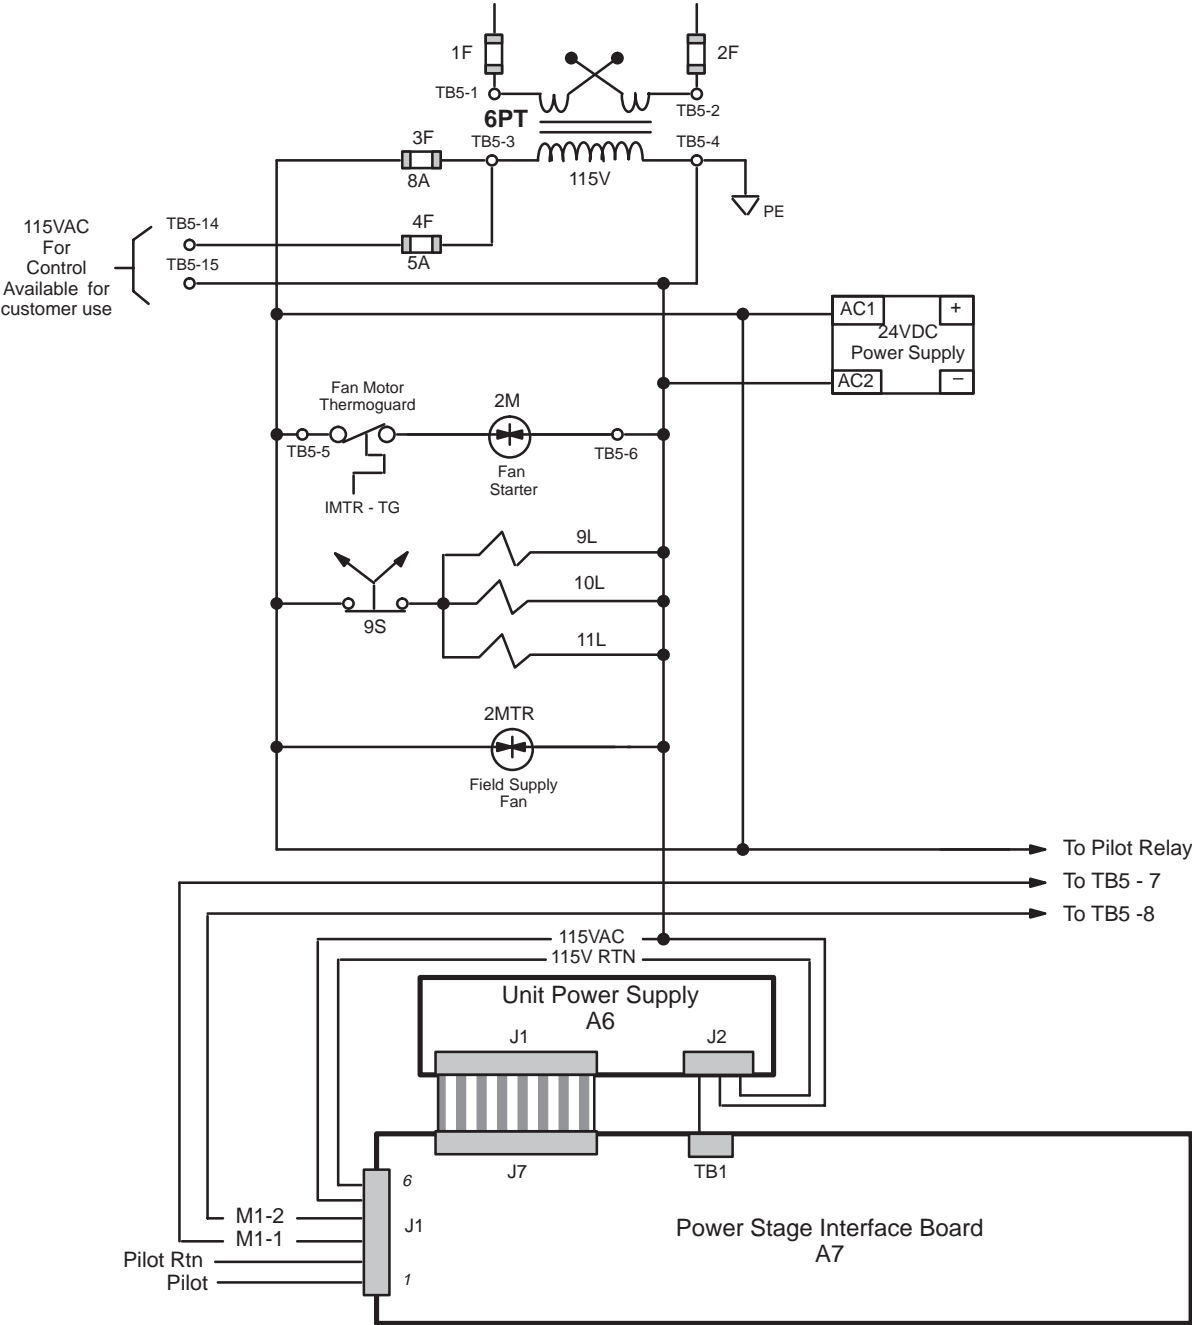 1F
2F
TB5-1
TB5-2
6PT
3F
TB5-3
TB5-4
8A
115V
PE
115VAC
For
Control
Available for
customer use
TB5-14
4F
TB5-15
5A
AC1
+
24VDC
Power Supply
AC2
–
Fan Motor
Thermoguard
2M
TB5-5
TB5-6
Fan
Starter
IMTR - TG
9L
10L
9S
11L
2MTR
Field Supply
Fan
To Pilot Relay
To TB5 - 7
To TB5 -8
115VAC
115V RTN
Unit Power Supply
A6
J1
J2
J7
TB1
6
M1-2
J1
M1-1
Power Stage Interface Board
A7
Pilot Rtn
Pilot
1